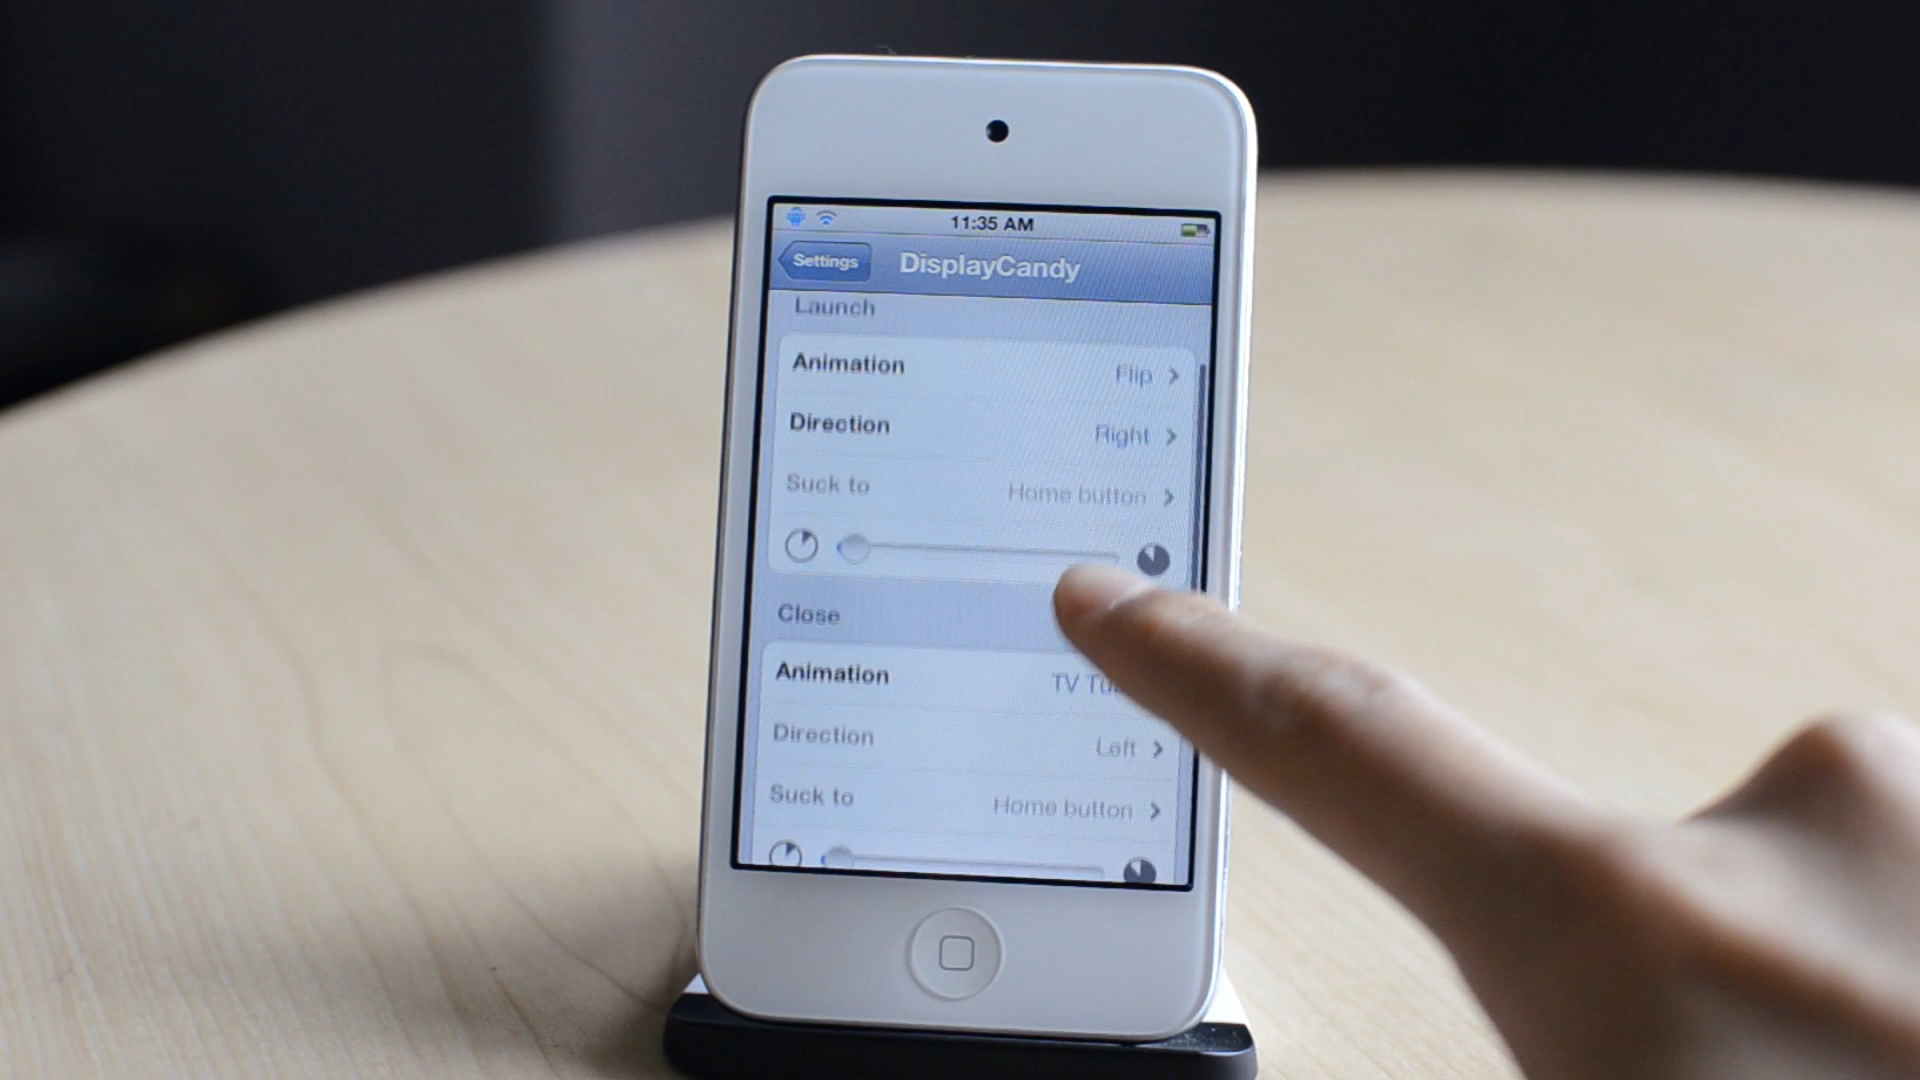 11:35 AM
Settings DisplayCandy
Launch
Animation Flip
Direction Right
Suck to Home button
Close
Animation TV
Direction Left
Suck to Home button